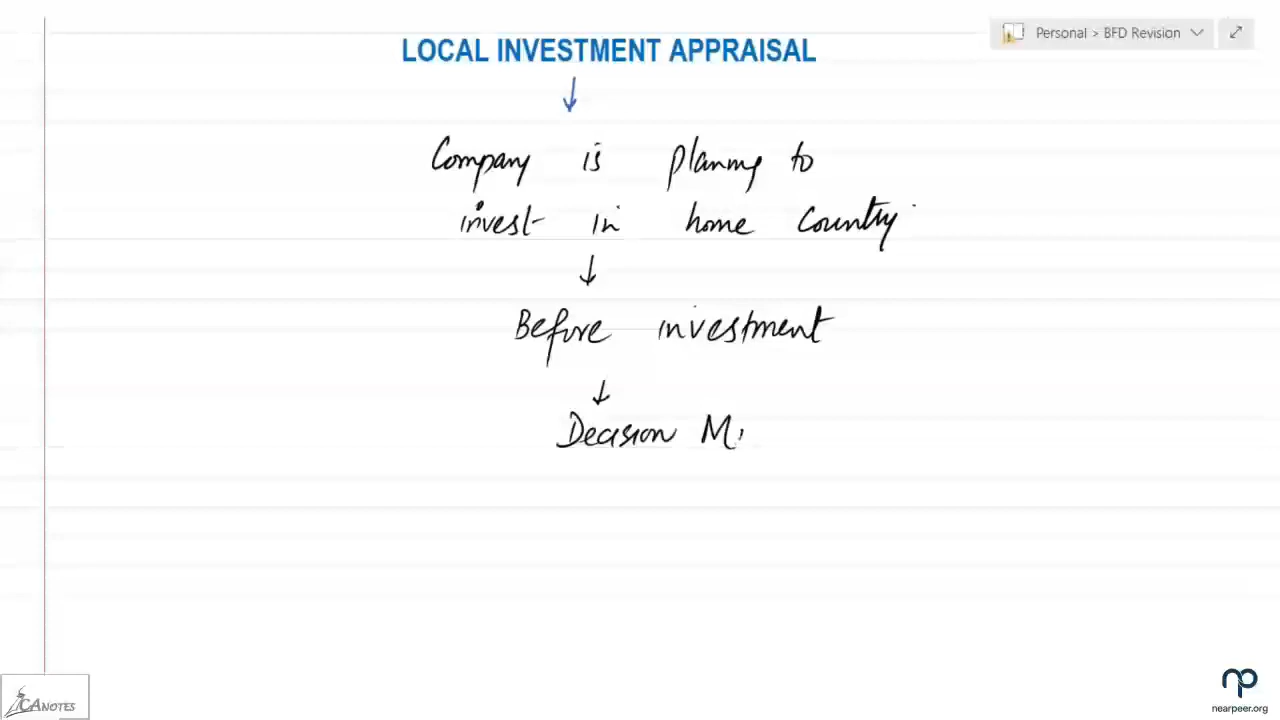 Personal > BFD Revision
LOCAL INVESTMENT APPRAISAL
Company is planning to
invest in home country
Before investment
Decision M
CANOTES
np
nearpeer.org